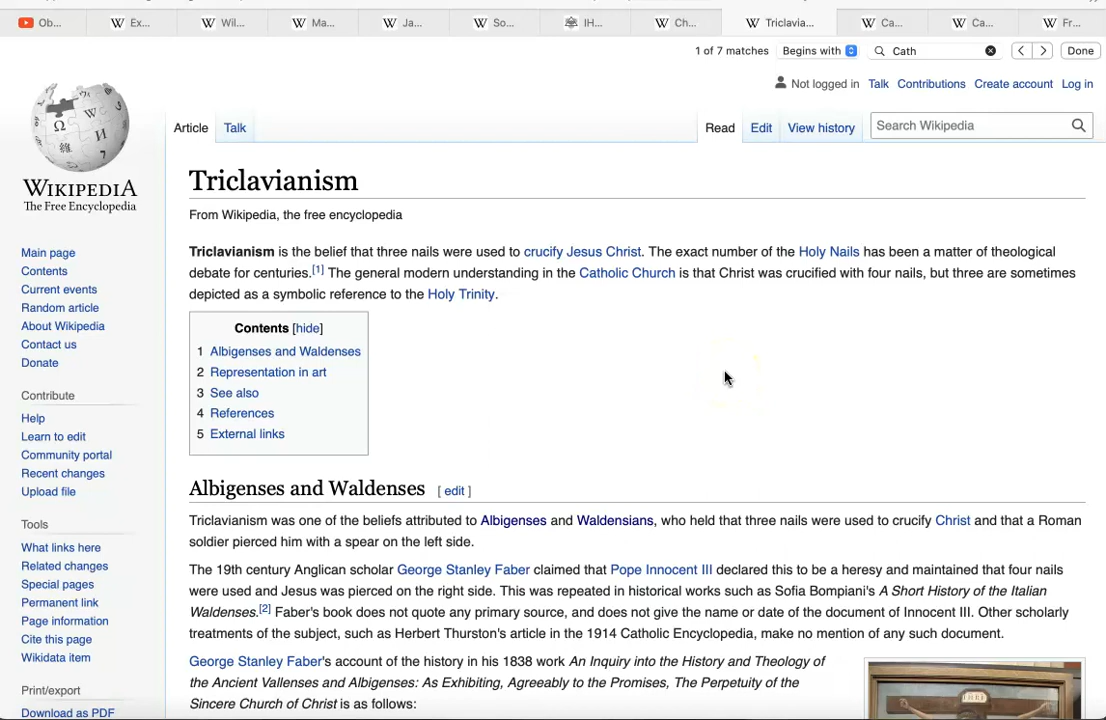 Ob...
Ex...
Wil...
Ma...
Ja...
So...
IH...
Ch...
Triclavia...
Ca...
Ca...
Fr...
1 of 7 matches Begins with Cath Done
Not logged in Talk Contributions Create account Log in
Article Talk Read Edit View history Search Wikipedia
WIKIPEDIA
The Free Encyclopedia
Main page
Contents
Current events
Random article
About Wikipedia
Contact us
Donate
Contribute
Help
Learn to edit
Community portal
Recent changes
Upload file
Tools
What links here
Related changes
Special pages
Permanent link
Page information
Cite this page
Wikidata item
Print/export
Download as PDF
Triclavianism
From Wikipedia, the free encyclopedia
Triclavianism is the belief that three nails were used to crucify Jesus Christ. The exact number of the Holy Nails has been a matter of theological
debate for centuries.[1] The general modern understanding in the Catholic Church is that Christ was crucified with four nails, but three are sometimes
depicted as a symbolic reference to the Holy Trinity.
Contents [hide]
1 Albigenses and Waldenses
2 Representation in art
3 See also
4 References
5 External links
Albigenses and Waldenses [ edit ]
Triclavianism was one of the beliefs attributed to Albigenses and Waldensians, who held that three nails were used to crucify Christ and that a Roman
soldier pierced him with a spear on the left side.
The 19th century Anglican scholar George Stanley Faber claimed that Pope Innocent III declared this to be a heresy and maintained that four nails
were used and Jesus was pierced on the right side. This was repeated in historical works such as Sofia Bompiani's A Short History of the Italian
Waldenses.[2] Faber's book does not quote any primary source, and does not give the name or date of the document of Innocent III. Other scholarly
treatments of the subject, such as Herbert Thurston's article in the 1914 Catholic Encyclopedia, make no mention of any such document.
George Stanley Faber's account of the history in his 1838 work An Inquiry into the History and Theology of
the Ancient Vallenses and Albigenses: As Exhibiting, Agreeably to the Promises, The Perpetuity of the
Sincere Church of Christ is as follows: